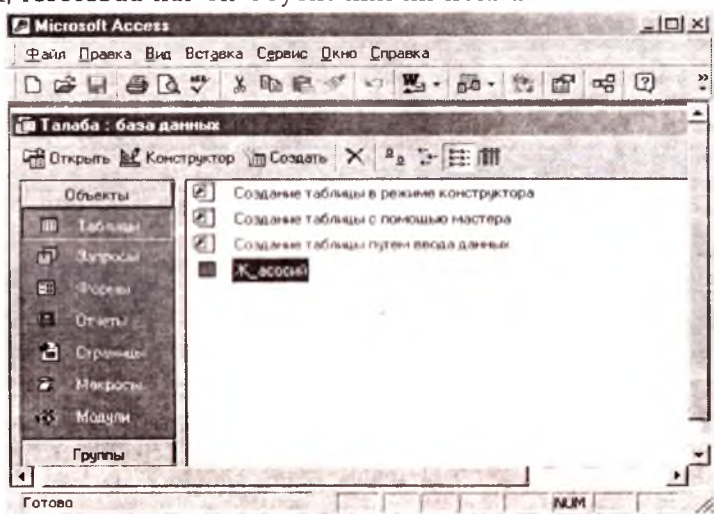 Microsoft Access
Файл Правка Вид Вставка Сервис Окно Справка
Талаба : база данных
Открыть Конструктор Создать
Объекты
Таблицы
Запросы
Формы
Отчеты
Страницы
Макросы
Модули
Группы
Создание таблицы в режиме конструктора
Создание таблицы с помощью мастера
Создание таблицы путем ввода данных
Ж_асосий
Готово
NUM